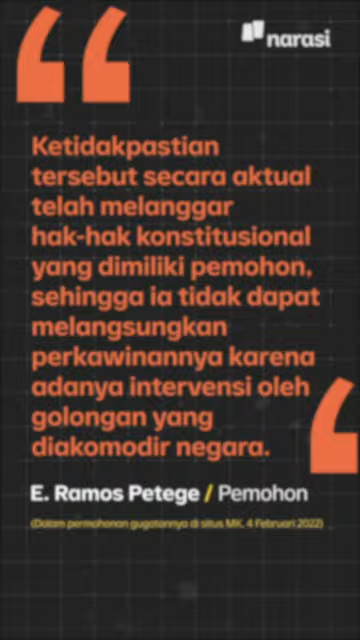 narasi
Ketidakpastian
tersebut secara aktual
telah melanggar
hak-hak konstitusional
yang dimiliki pemohon,
sehingga ia tidak dapat
melangsungkan
perkawinannya karena
adanya intervensi oleh
golongan yang
diakomodir negara.
E. Ramos Petege / Pemohon
(Dalam permohonan gugatannya di situs MK, 4 Februari 2022)